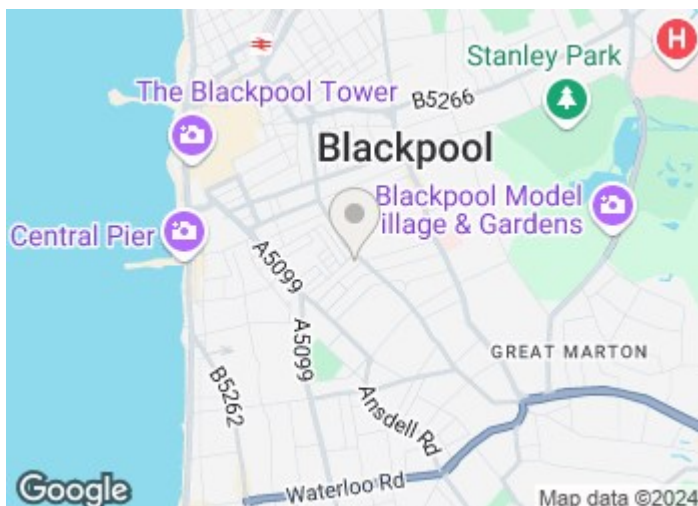 Stanley Park
H
The Blackpool Tower
B5266
Blackpool
Blackpool Model
illage & Gardens
Central Pier
A5099
A5099
GREAT MARTON
B5262
Ansdell Rd
Waterloo Rd
Google
Map data ©2024